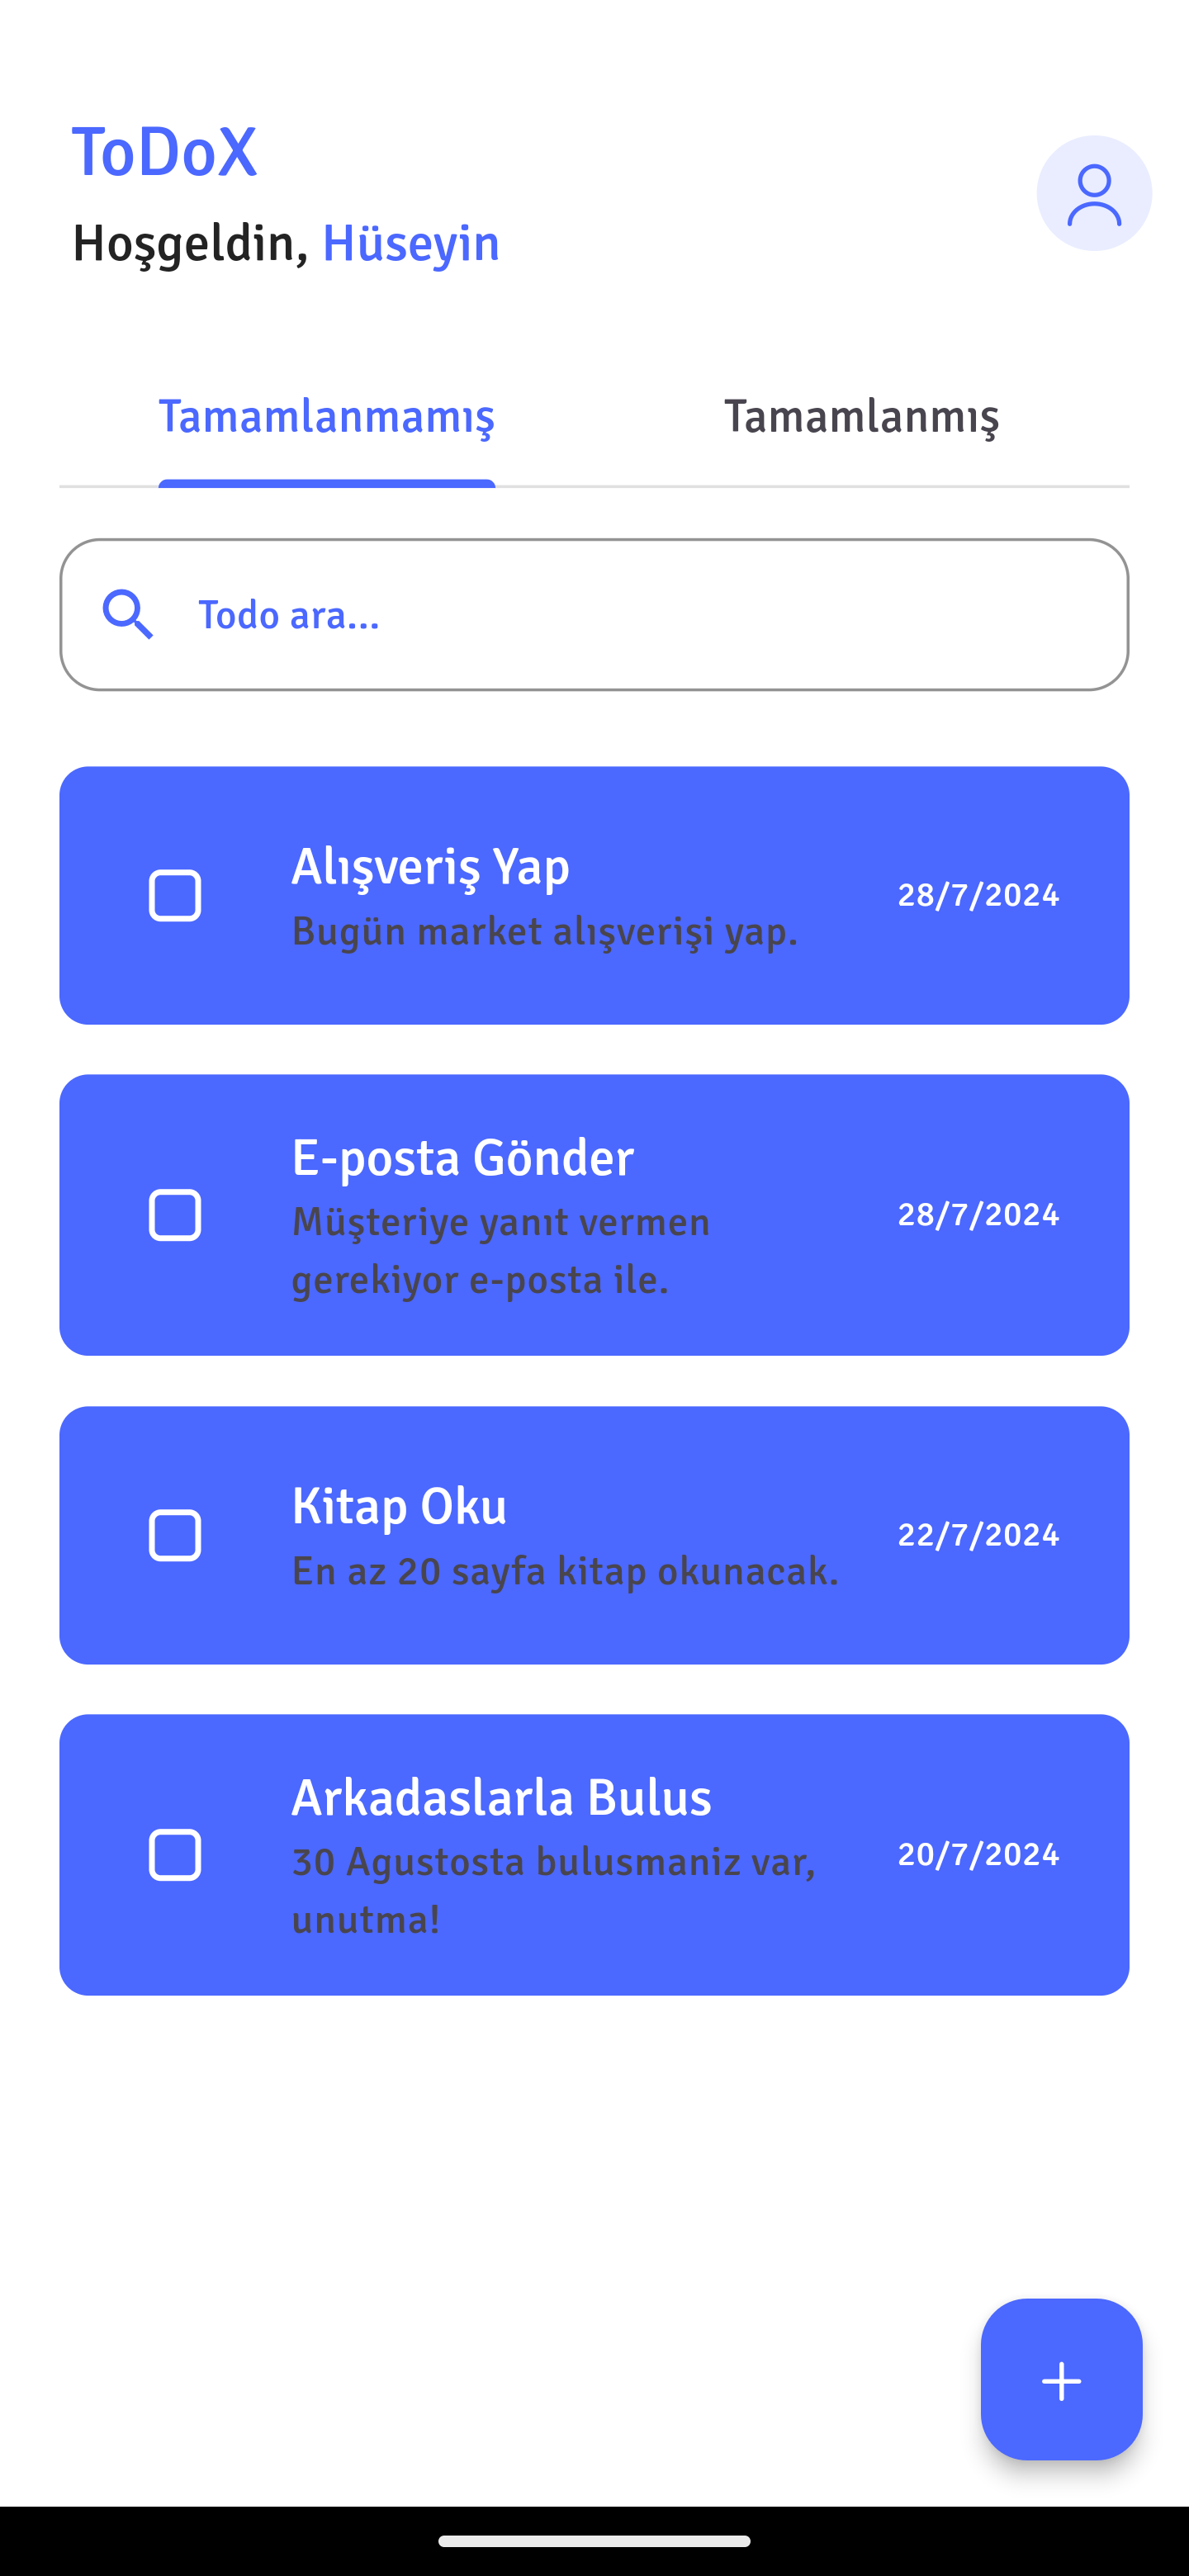 ToDoX
Hoşgeldin, Hüseyin
Tamamlanmamış
Tamamlanmış
Todo ara...
Alışveriş Yap
Bugün market alışverişi yap.
28/7/2024
E-posta Gönder
Müşteriye yanıt vermen
gerekiyor e-posta ile.
28/7/2024
Kitap Oku
En az 20 sayfa kitap okunacak.
22/7/2024
Arkadaslarla Bulus
30 Agustosta bulusmaniz var,
unutma!
20/7/2024